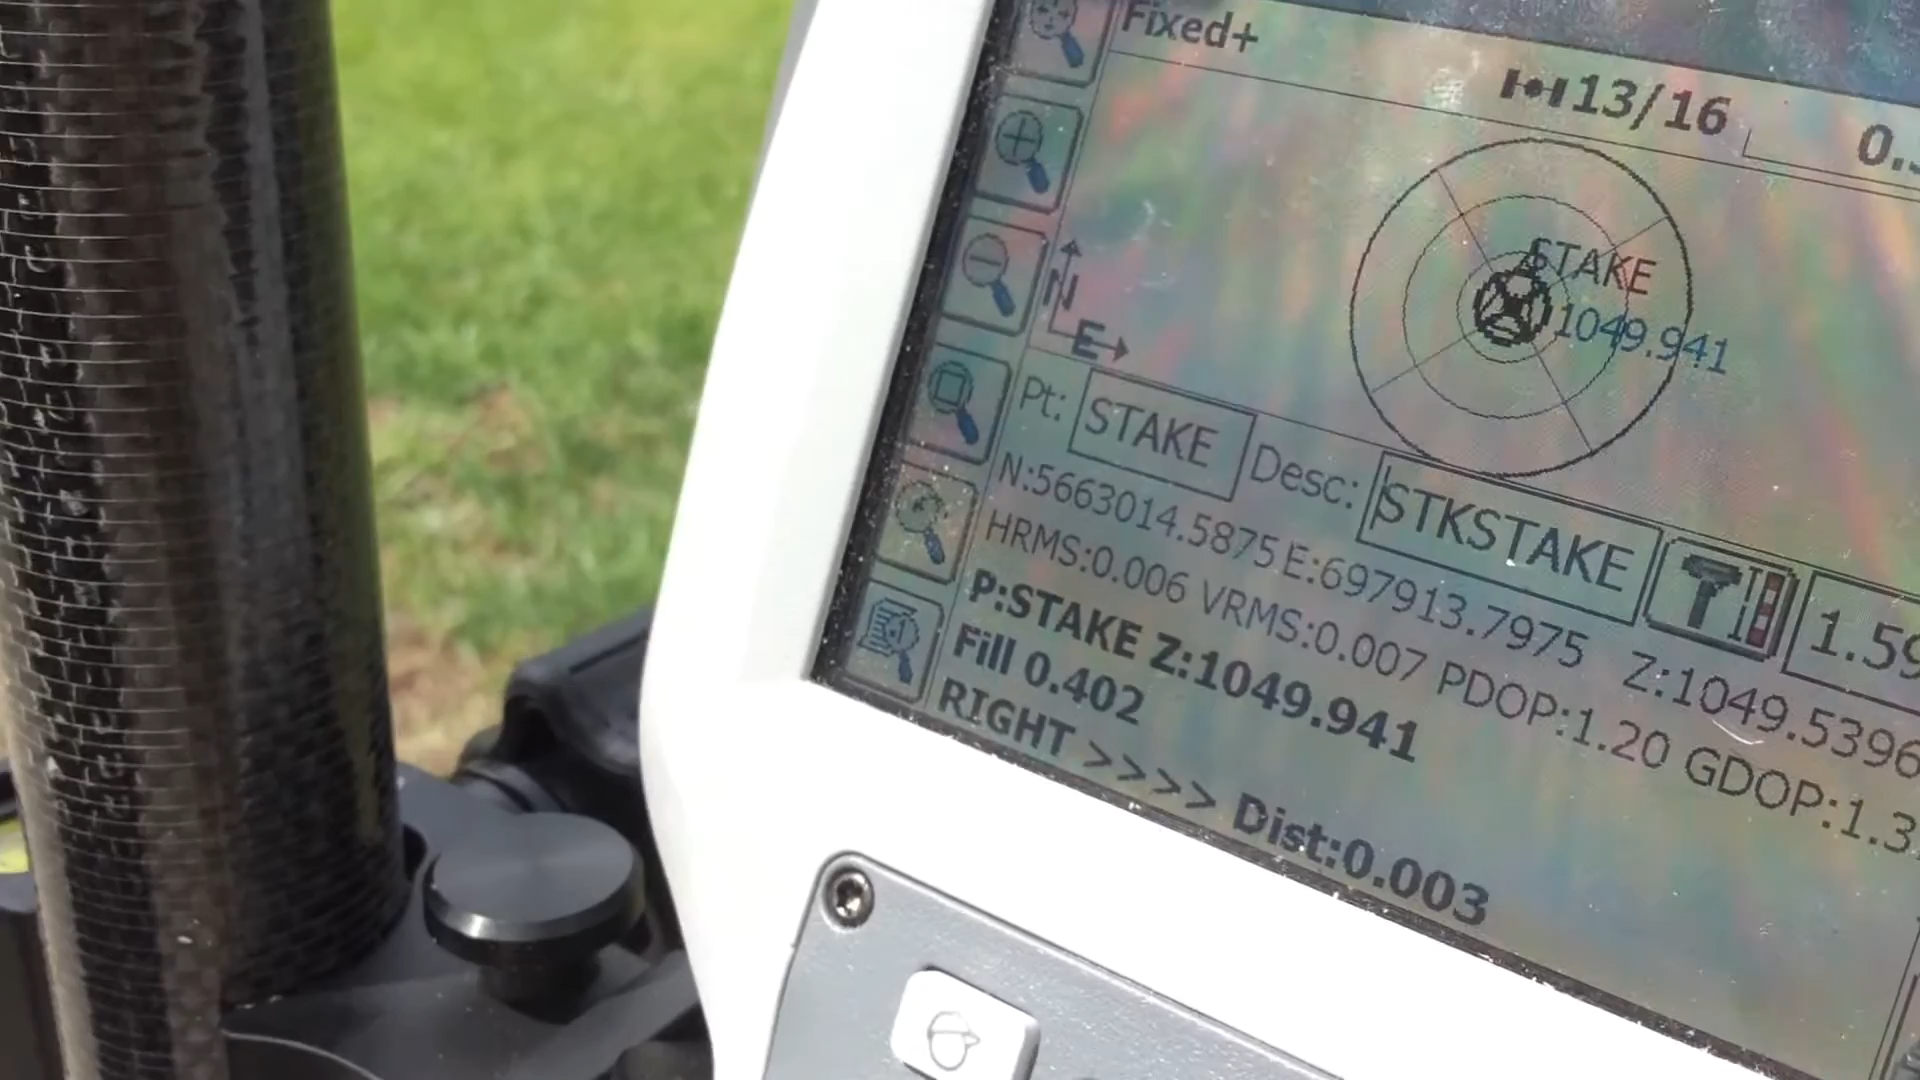 Fixed+
13/16
STAKE
1049.941
N
E
Pt: STAKE Desc: STKSTAKE
N:5663014.5875 E:697913.7975 Z:1049.5396
HRMS:0.006 VRMS:0.007 PDOP:1.20 GDOP:1.3
P:STAKE Z:1049.941
Fill 0.402
RIGHT >>>> Dist:0.003